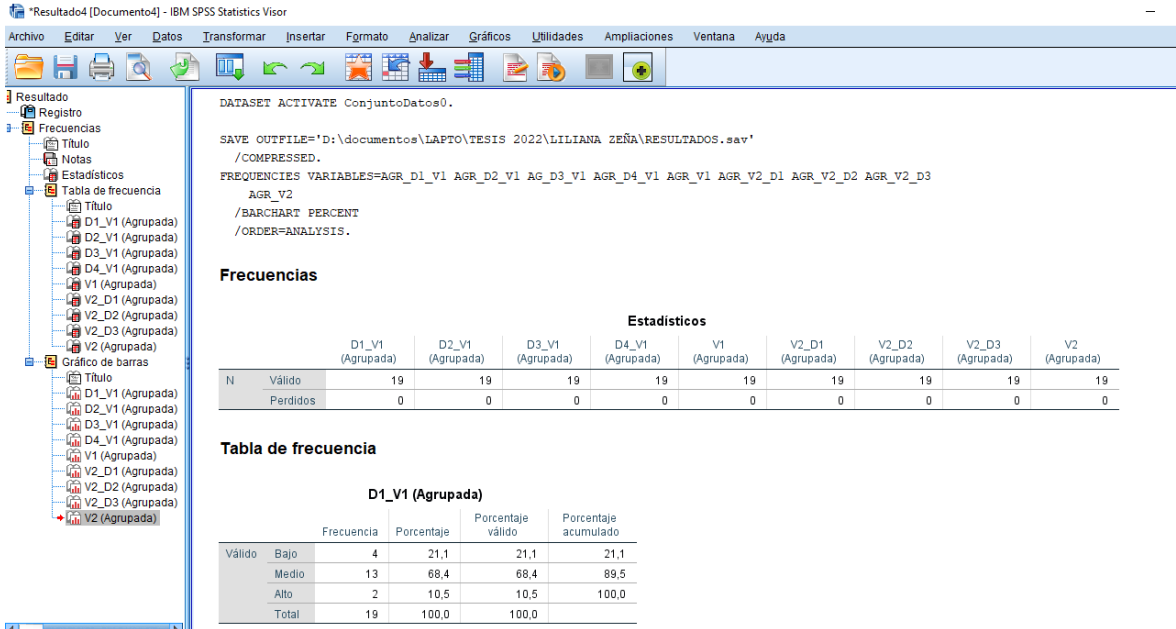 *Resultado4 [Documento4] - IBM SPSS Statistics Visor
Archivo Editar Ver Datos Transformar Insertar Formato Analizar Gráficos Utilidades Ampliaciones Ventana Ayuda
Resultado
Registro
Frecuencias
Título
Notas
Estadísticos
Tabla de frecuencia
Título
D1_V1 (Agrupada)
D2_V1 (Agrupada)
D3_V1 (Agrupada)
D4_V1 (Agrupada)
V1 (Agrupada)
V2_D1 (Agrupada)
V2_D2 (Agrupada)
V2_D3 (Agrupada)
V2 (Agrupada)
Gráfico de barras
Título
D1_V1 (Agrupada)
D2_V1 (Agrupada)
D3_V1 (Agrupada)
D4_V1 (Agrupada)
V1 (Agrupada)
V2_D1 (Agrupada)
V2_D2 (Agrupada)
V2_D3 (Agrupada)
V2 (Agrupada)
DATASET ACTIVATE ConjuntoDatos0.
SAVE OUTFILE='D:\documentos\LAPTO\TESIS 2022\LILIANA ZEÑA\RESULTADOS.sav'
/COMPRESSED.
FREQUENCIES VARIABLES=AGR_D1_V1 AGR_D2_V1 AG_D3_V1 AGR_D4_V1 AGR_V1 AGR_V2_D1 AGR_V2_D2 AGR_V2_D3
AGR_V2
/BARCHART PERCENT
/ORDER=ANALYSIS.
Frecuencias
Estadísticos
D1_V1 D2_V1 D3_V1 D4_V1 V1 V2_D1 V2_D2 V2_D3 V2
(Agrupada) (Agrupada) (Agrupada) (Agrupada) (Agrupada) (Agrupada) (Agrupada) (Agrupada) (Agrupada)
N Válido 19 19 19 19 19 19 19 19 19
Perdidos 0 0 0 0 0 0 0 0 0
Tabla de frecuencia
D1_V1 (Agrupada)
Frecuencia Porcentaje Porcentaje válido Porcentaje acumulado
Válido Bajo 4 21,1 21,1 21,1
Medio 13 68,4 68,4 89,5
Alto 2 10,5 10,5 100,0
Total 19 100,0 100,0